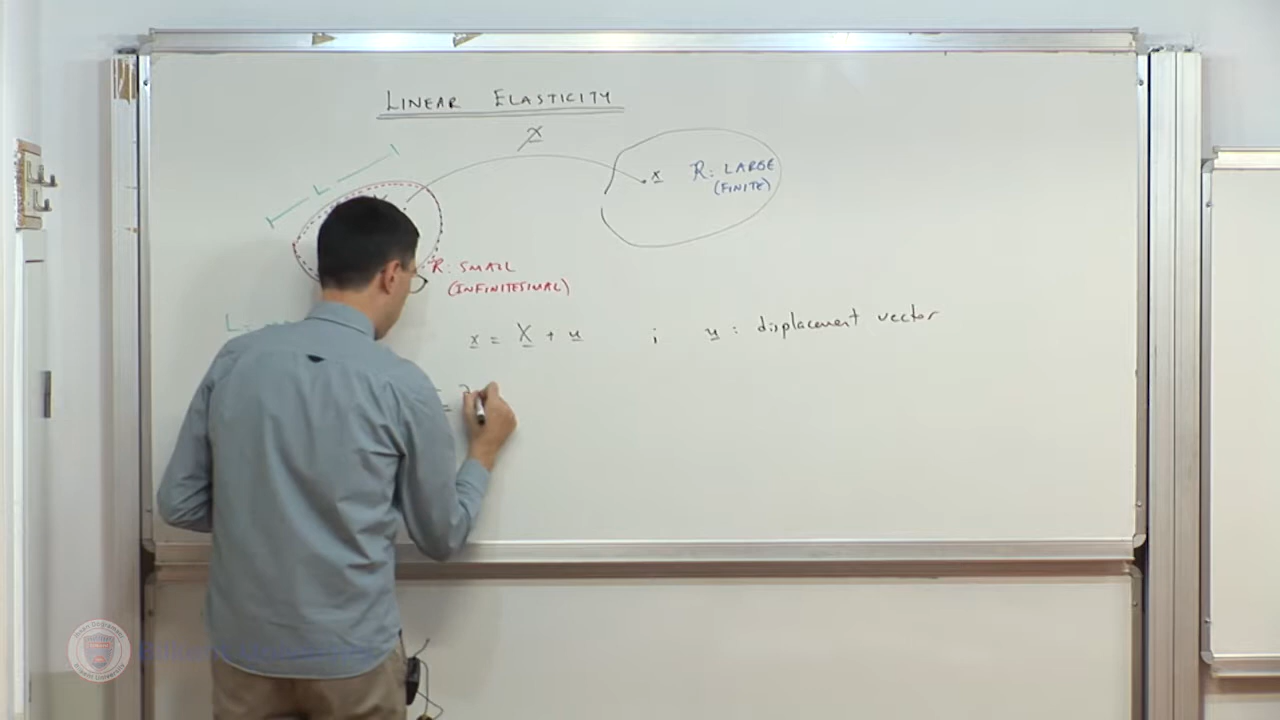 LINEAR ELASTICITY
χ
L
x
R: LARGE
(FINITE)
R: SMALL
(INFINITESIMAL)
L
x = X + u ; u : displacement vector
=